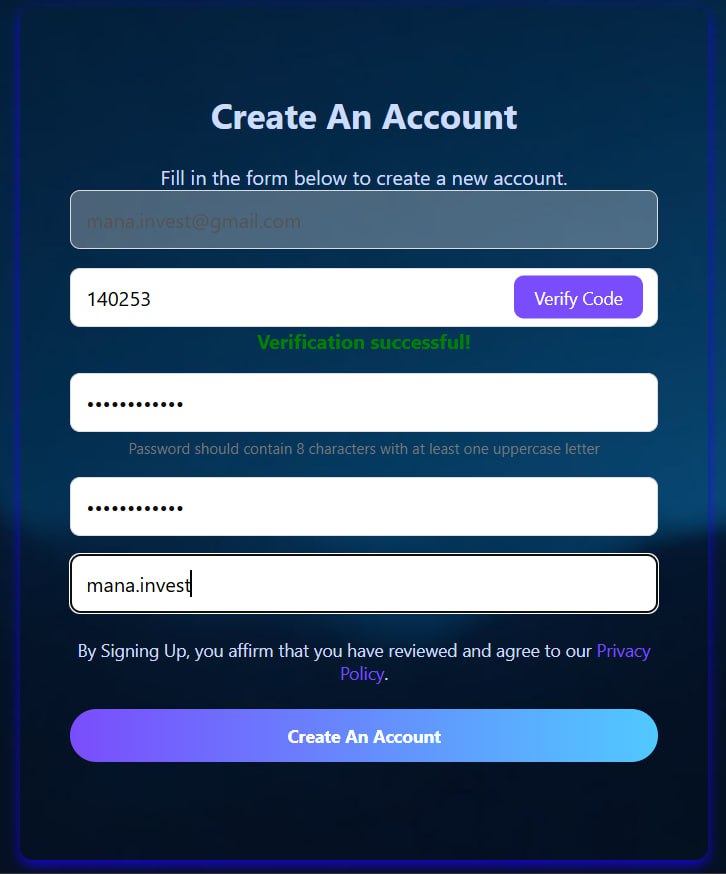 Create An Account
Fill in the form below to create a new account.
mana.invest@gmail.com
140253
Verify Code
Verification successful!
••••••••••••
Password should contain 8 characters with at least one uppercase letter
••••••••••••
mana.invest
By Signing Up, you affirm that you have reviewed and agree to our Privacy
Policy.
Create An Account